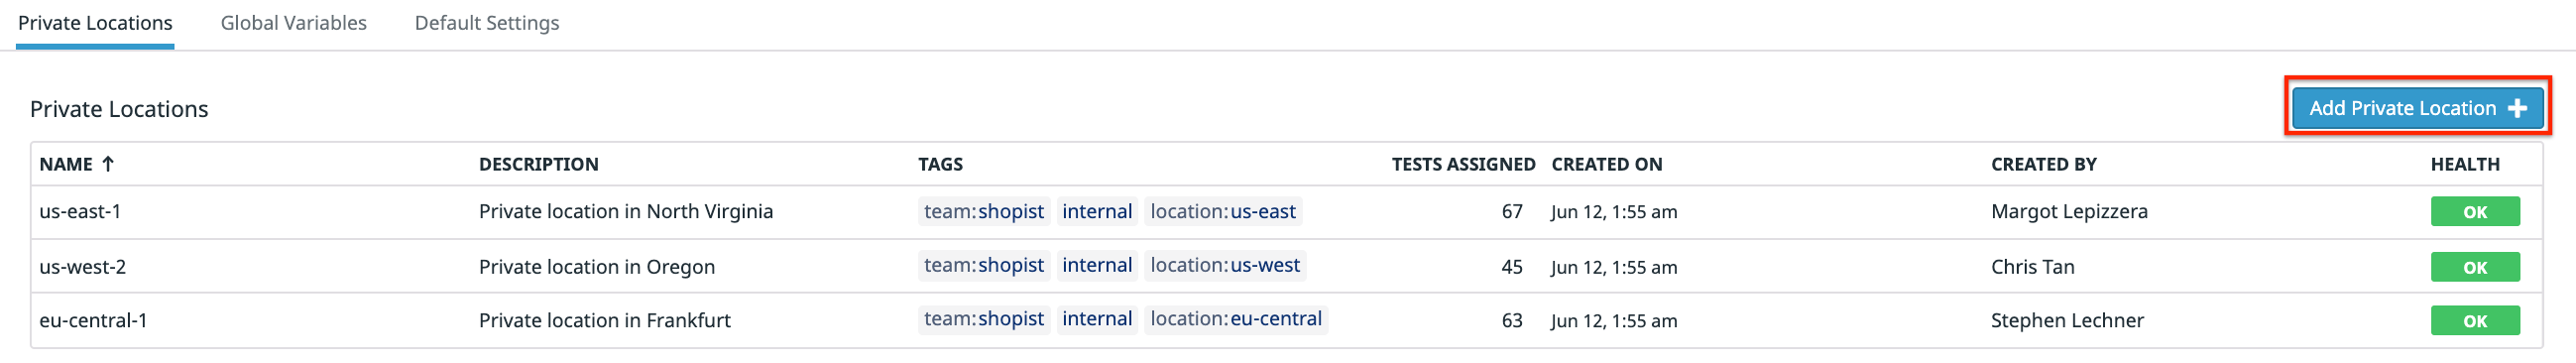 Private Locations Global Variables Default Settings
Private Locations Add Private Location
NAME ↑ DESCRIPTION TAGS TESTS ASSIGNED CREATED ON CREATED BY HEALTH
us-east-1 Private location in North Virginia team:shopist internal location:us-east 67 Jun 12, 1:55 am Margot Lepizzera OK
us-west-2 Private location in Oregon team:shopist internal location:us-west 45 Jun 12, 1:55 am Chris Tan OK
eu-central-1 Private location in Frankfurt team:shopist internal location:eu-central 63 Jun 12, 1:55 am Stephen Lechner OK